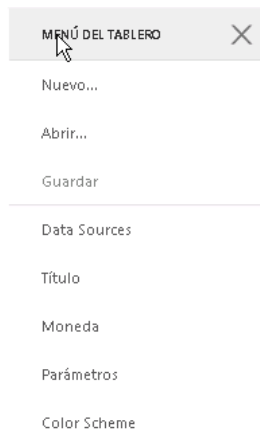 MENÚ DEL TABLERO
Nuevo...
Abrir...
Guardar
Data Sources
Título
Moneda
Parámetros
Color Scheme